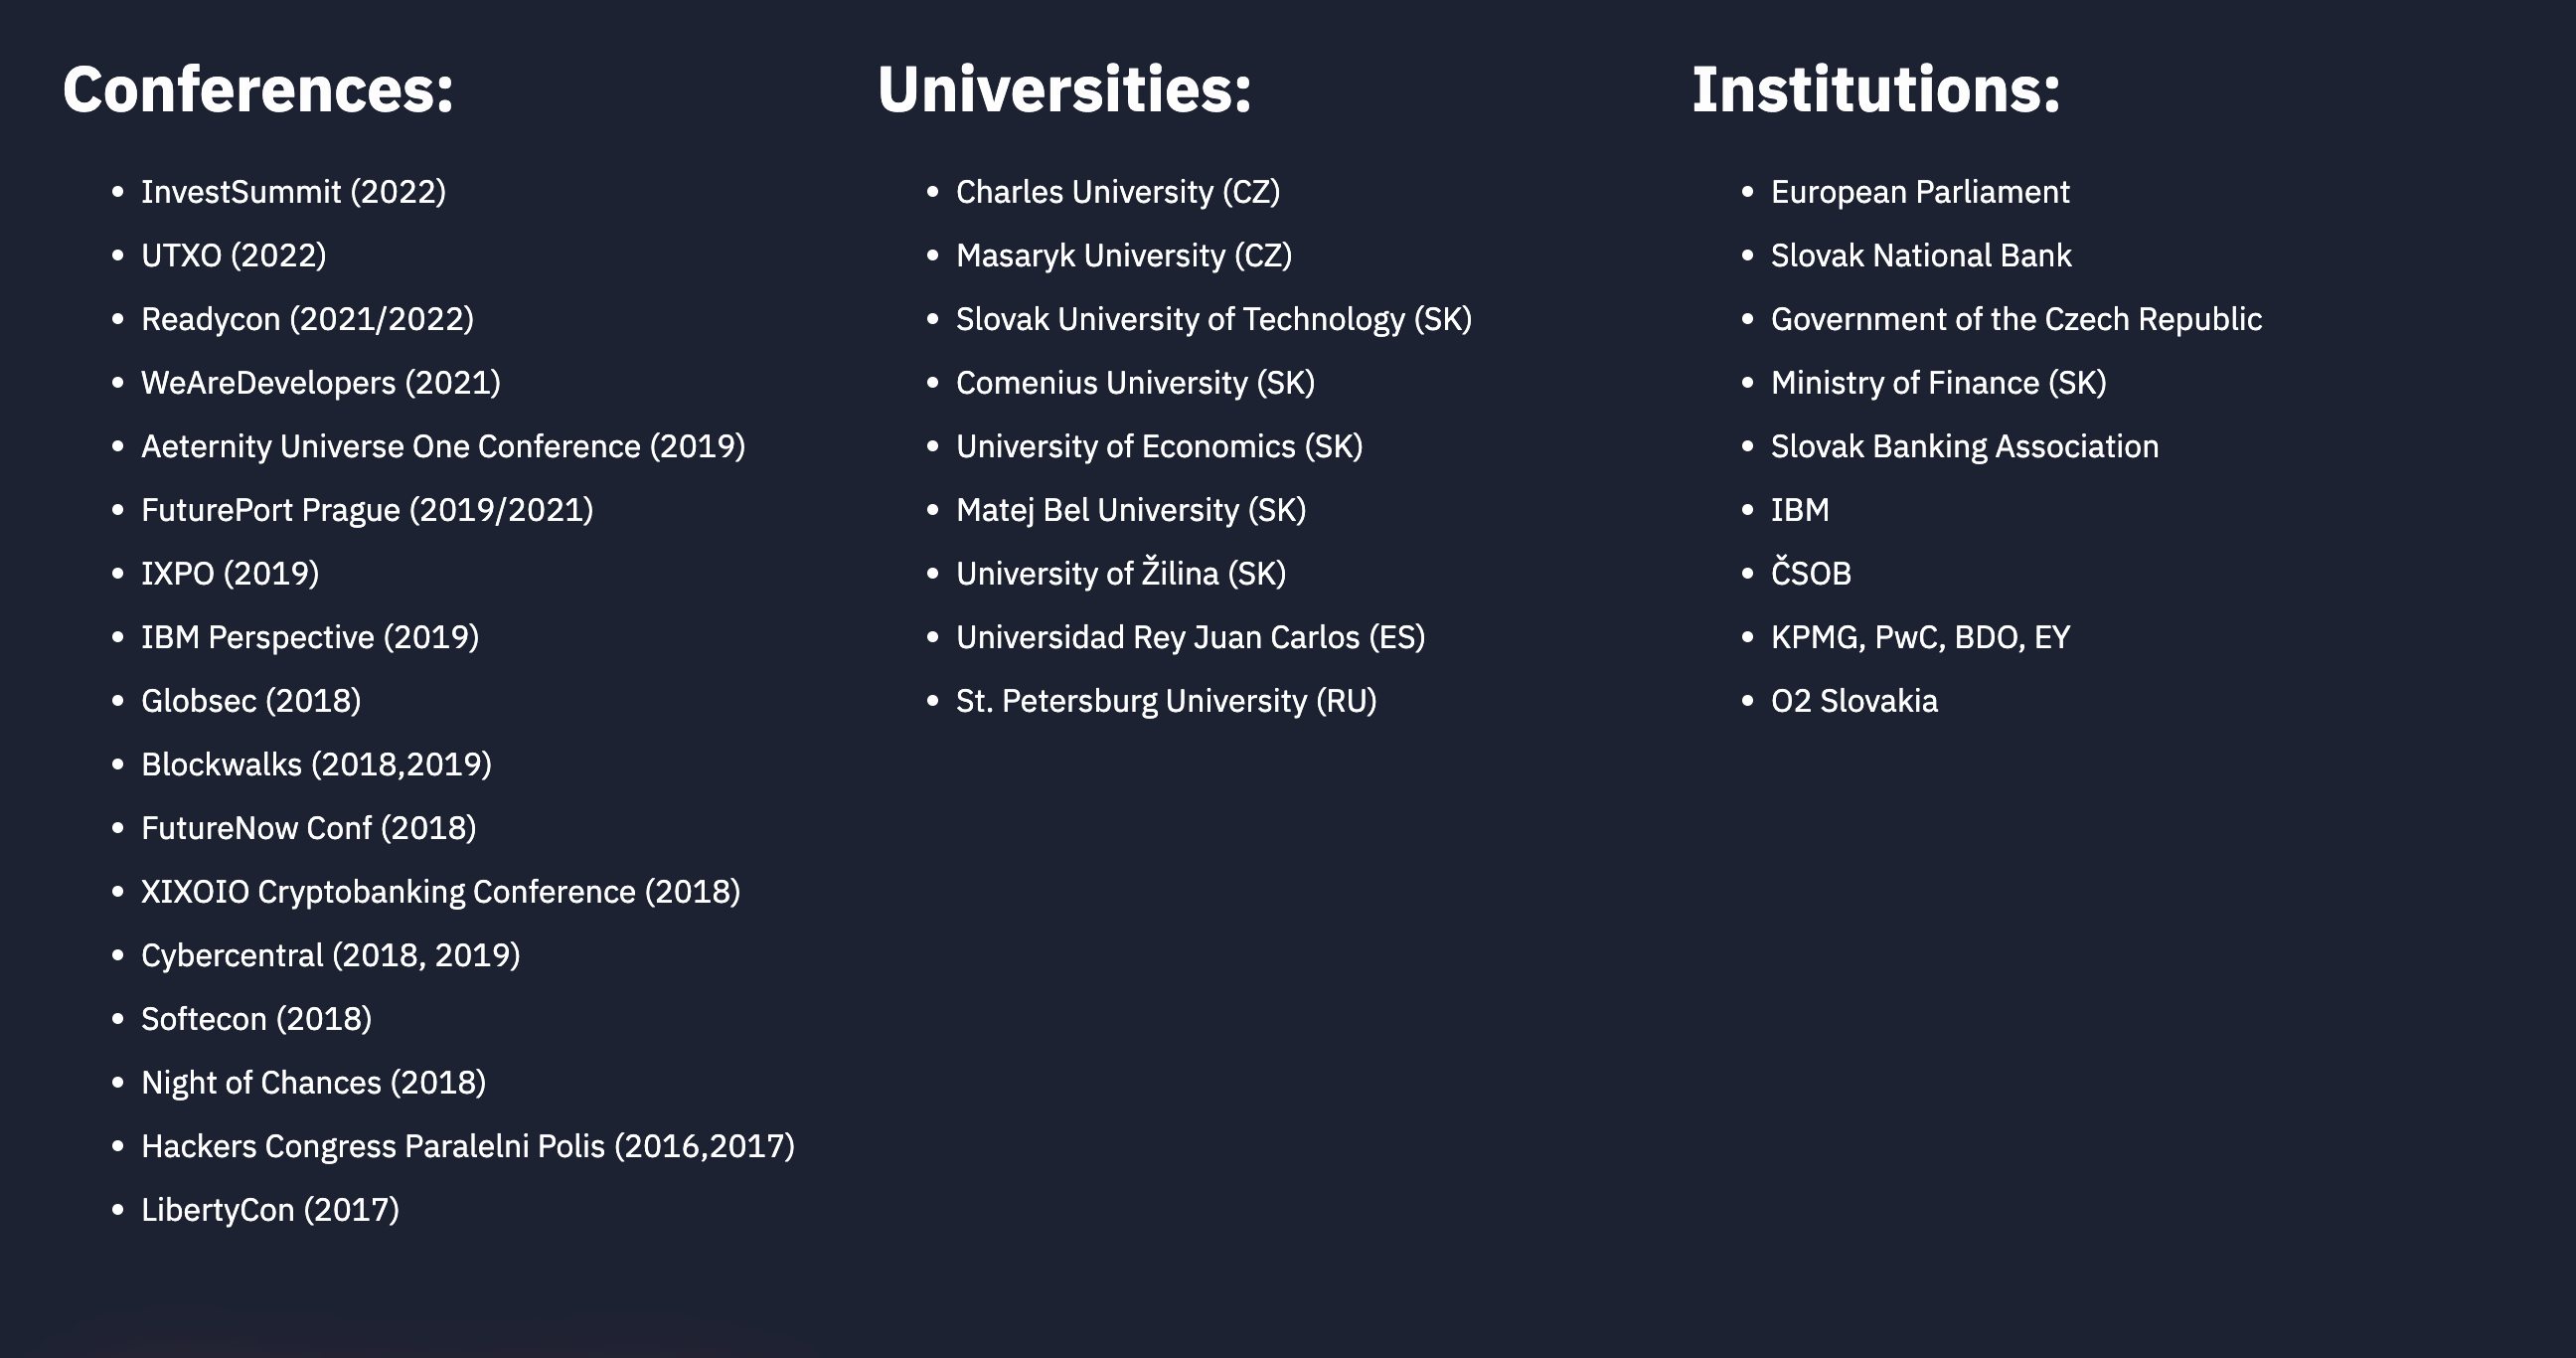 Conferences:
InvestSummit (2022)
UTXO (2022)
Readycon (2021/2022)
WeAreDevelopers (2021)
Aeternity Universe One Conference (2019)
FuturePort Prague (2019/2021)
IXPO (2019)
IBM Perspective (2019)
Globsec (2018)
Blockwalks (2018,2019)
FutureNow Conf (2018)
XIXOIO Cryptobanking Conference (2018)
Cybercentral (2018, 2019)
Softecon (2018)
Night of Chances (2018)
Hackers Congress Paralelni Polis (2016,2017)
LibertyCon (2017)
Universities:
Charles University (CZ)
Masaryk University (CZ)
Slovak University of Technology (SK)
Comenius University (SK)
University of Economics (SK)
Matej Bel University (SK)
University of Žilina (SK)
Universidad Rey Juan Carlos (ES)
St. Petersburg University (RU)
Institutions:
European Parliament
Slovak National Bank
Government of the Czech Republic
Ministry of Finance (SK)
Slovak Banking Association
IBM
ČSOB
KPMG, PwC, BDO, EY
O2 Slovakia